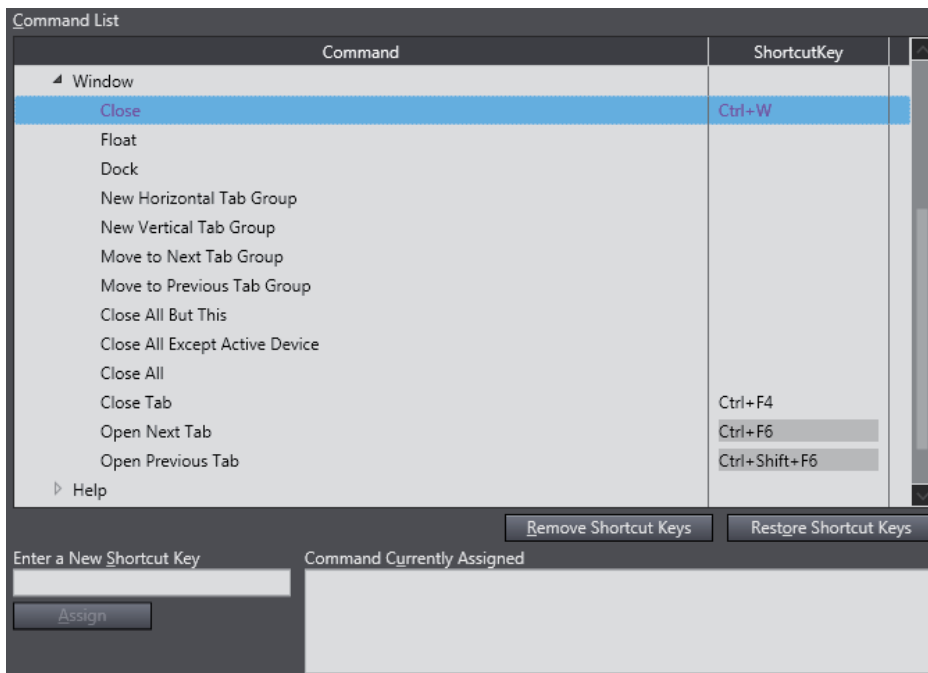 Command List
Command ShortcutKey
Window
Close Ctrl+W
Float
Dock
New Horizontal Tab Group
New Vertical Tab Group
Move to Next Tab Group
Move to Previous Tab Group
Close All But This
Close All Except Active Device
Close All
Close Tab Ctrl+F4
Open Next Tab Ctrl+F6
Open Previous Tab Ctrl+Shift+F6
Help
Remove Shortcut Keys Restore Shortcut Keys
Enter a New Shortcut Key Command Currently Assigned
Assign